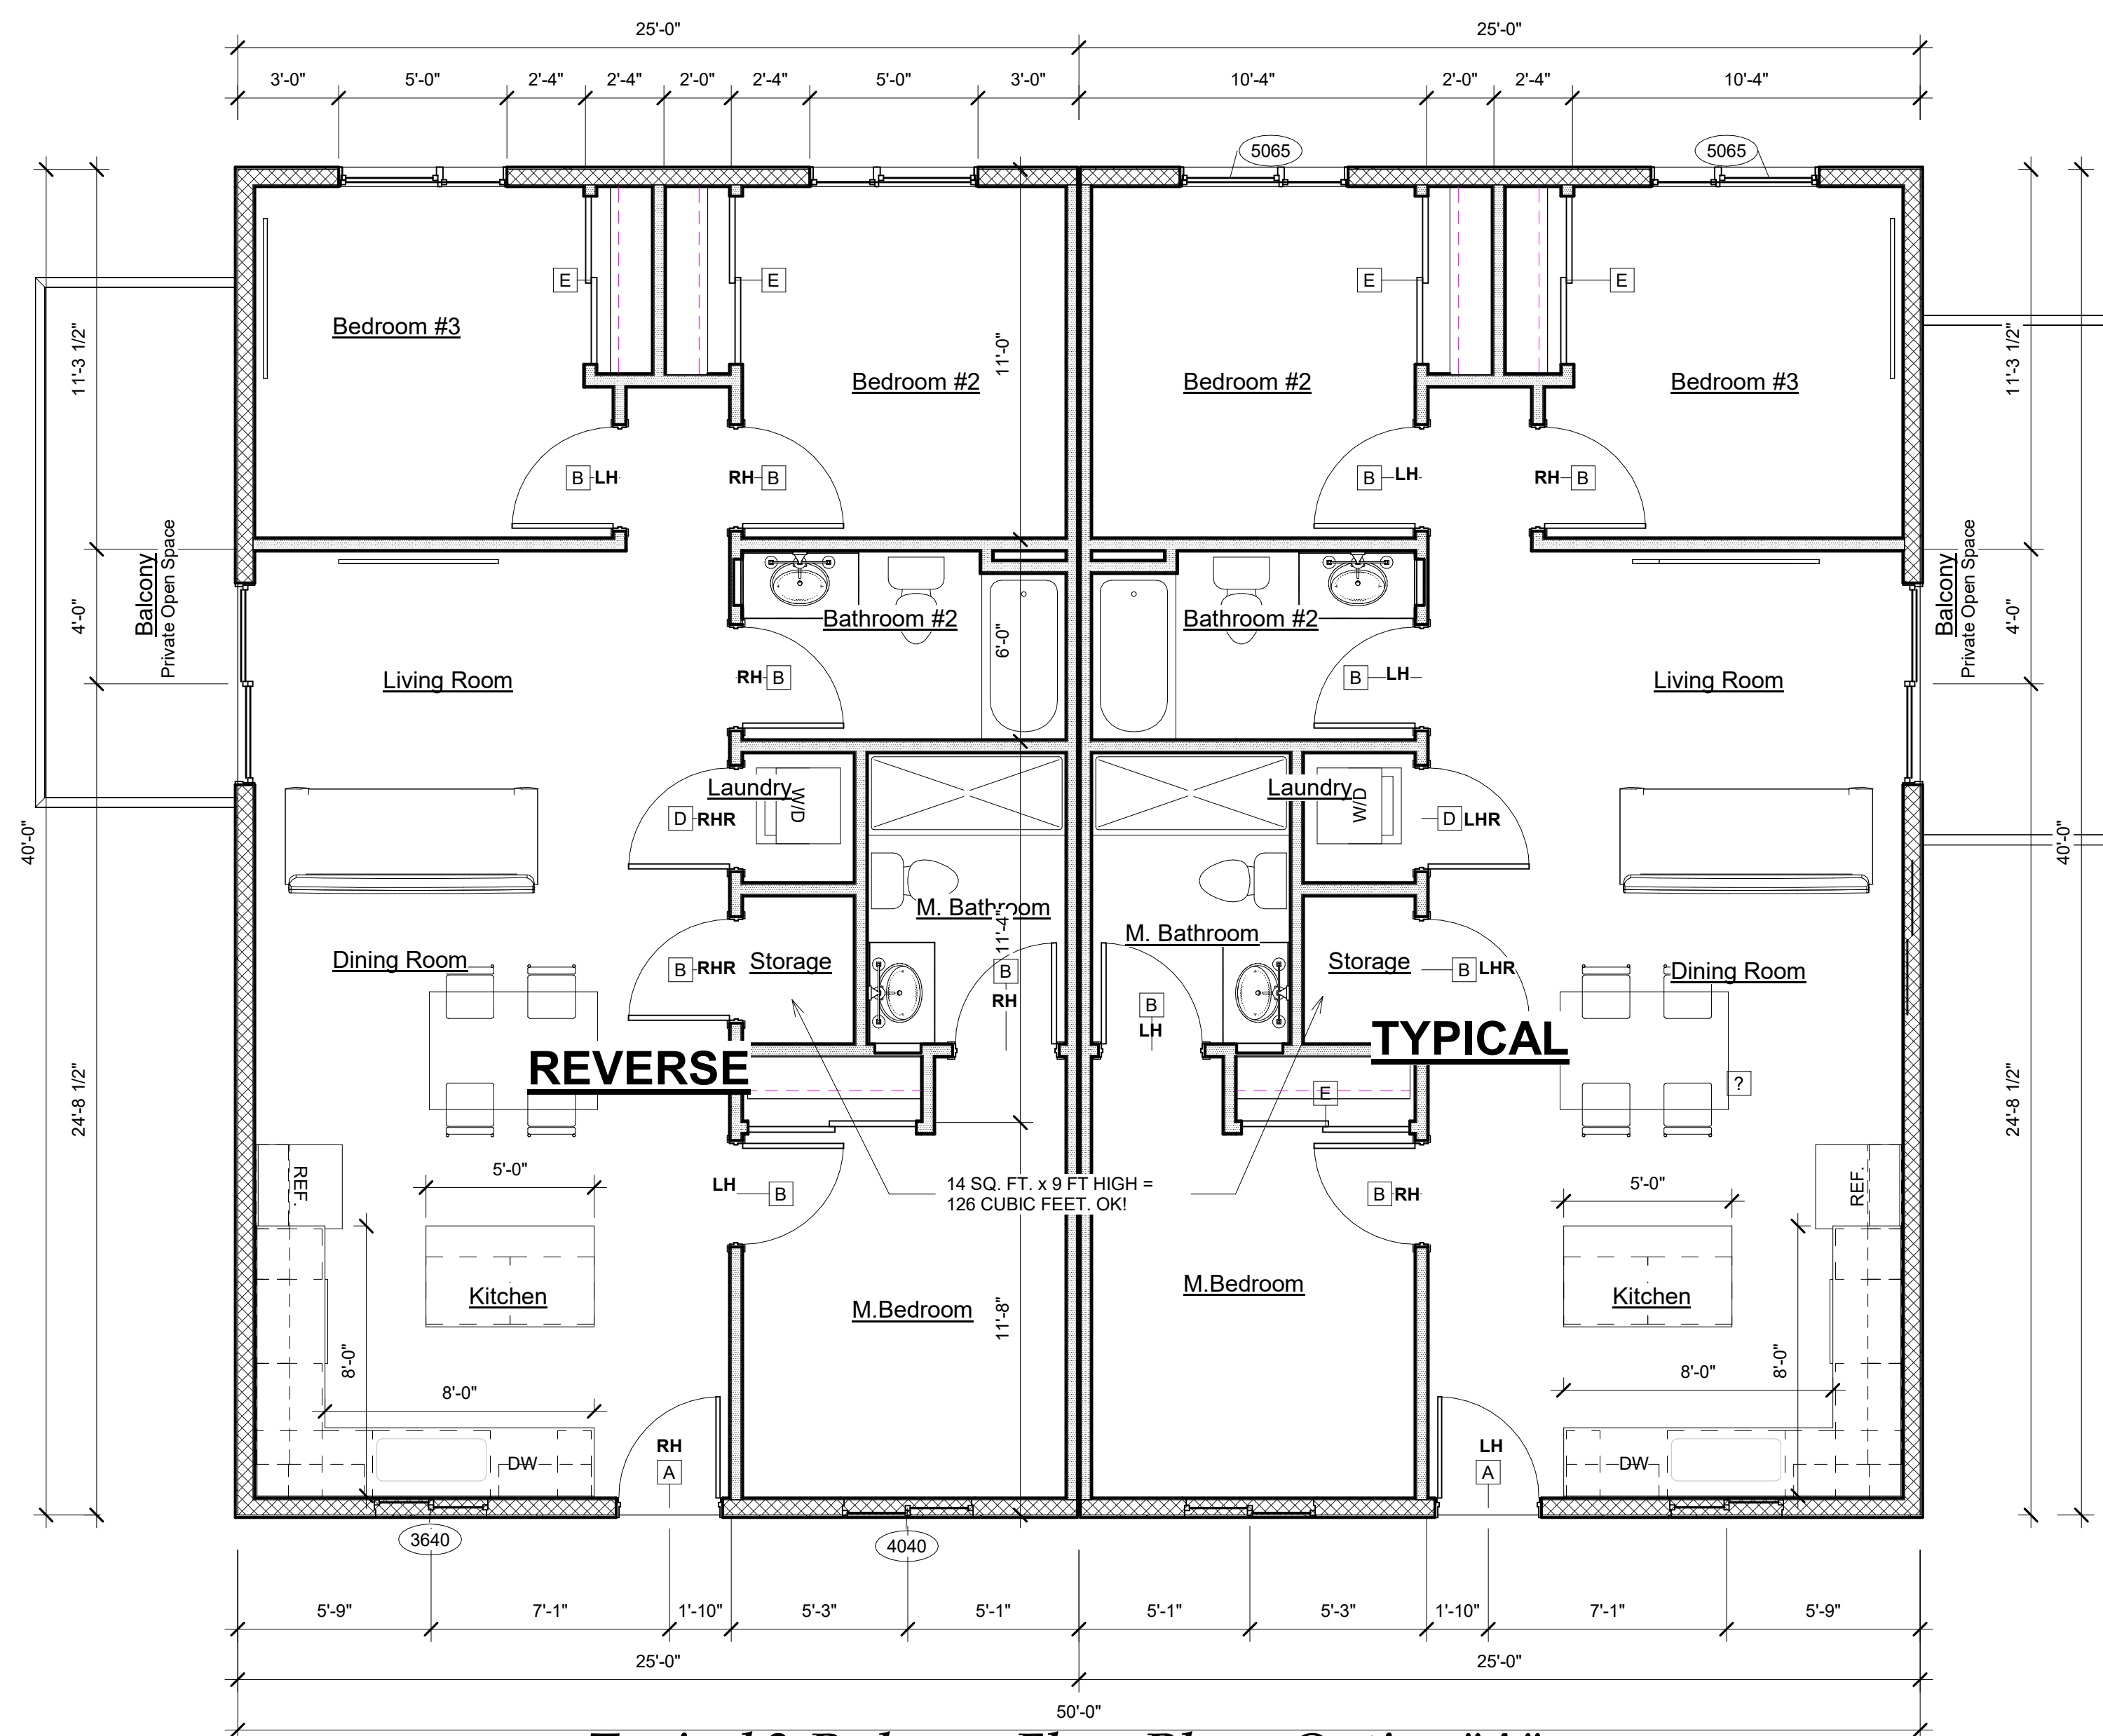 25'-0" 25'-0"
3'-0" 5'-0" 2'-4" 2'-4" 2'-0" 2'-4" 5'-0" 3'-0" 10'-4" 2'-0" 2'-4" 10'-4"
5065 5065
E E E E
Bedroom #3
11'-3 1/2" 11'-0" 11'-3 1/2"
Bedroom #2 Bedroom #2 Bedroom #3
B LH RH B B LH RH B
Balcony
Private Open Space
Balcony
Private Open Space
4'-0" 6'-0" 4'-0"
Bathroom #2 Bathroom #2
Living Room RH B B LH Living Room
Laundry W/D Laundry W/D
D RHR D LHR
40'-0" 40'-0"
M. Bathroom 11'-4" M. Bathroom
Dining Room B RHR Storage B Storage B LHR Dining Room
RH B
LH
REVERSE TYPICAL
24'-8 1/2" E ? 24'-8 1/2"
REF. 5'-0" LH B 14 SQ. FT. x 9 FT HIGH =
126 CUBIC FEET. OK!
B RH 5'-0" REF.
Kitchen M.Bedroom 11'-8" M.Bedroom Kitchen
8'-0" 8'-0" 8'-0" 8'-0"
RH LH
DW A A DW
3640 4040
5'-9" 7'-1" 1'-10" 5'-3" 5'-1" 5'-1" 5'-3" 1'-10" 7'-1" 5'-9"
25'-0" 25'-0"
50'-0"